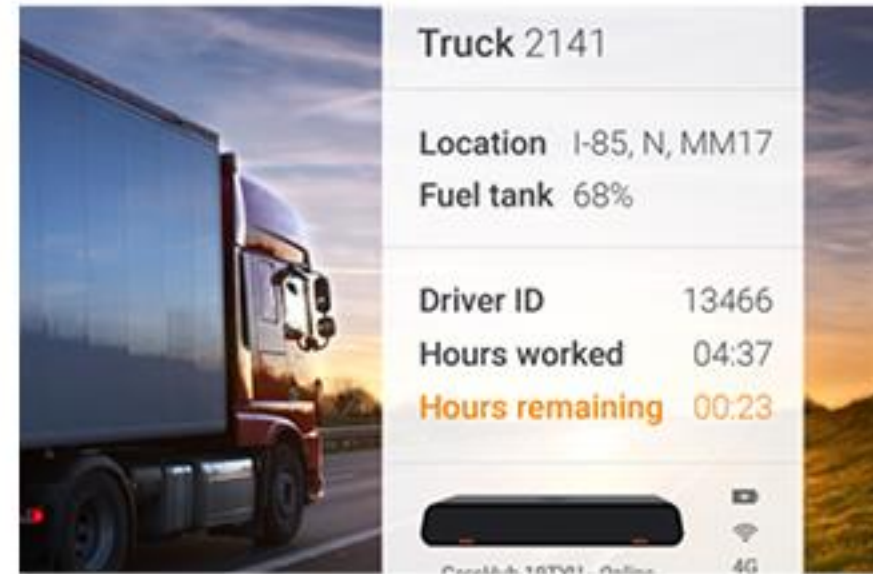 Truck 2141
Location I-85, N, MM17
Fuel tank 68%
Driver ID 13466
Hours worked 04:37
Hours remaining 00:23
Online
4G